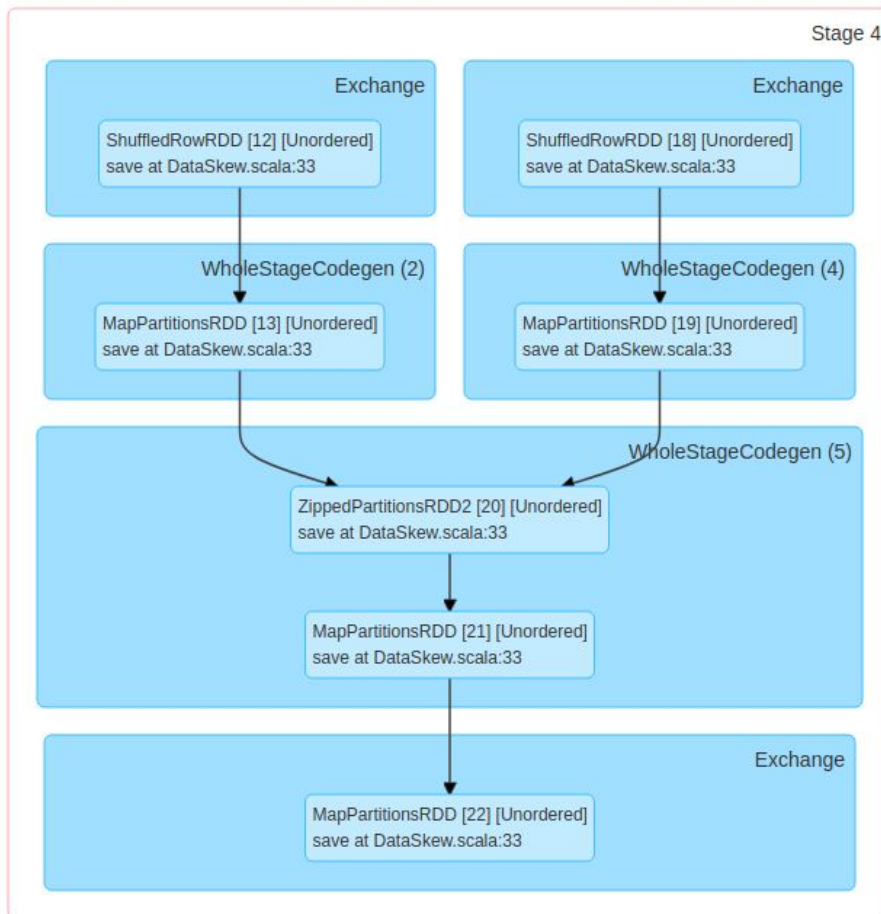 Stage 4
Exchange
Exchange
ShuffledRowRDD [12] [Unordered]
save at DataSkew.scala:33
ShuffledRowRDD [18] [Unordered]
save at DataSkew.scala:33
WholeStageCodegen (2)
WholeStageCodegen (4)
MapPartitionsRDD [13] [Unordered]
save at DataSkew.scala:33
MapPartitionsRDD [19] [Unordered]
save at DataSkew.scala:33
WholeStageCodegen (5)
ZippedPartitionsRDD2 [20] [Unordered]
save at DataSkew.scala:33
MapPartitionsRDD [21] [Unordered]
save at DataSkew.scala:33
Exchange
MapPartitionsRDD [22] [Unordered]
save at DataSkew.scala:33